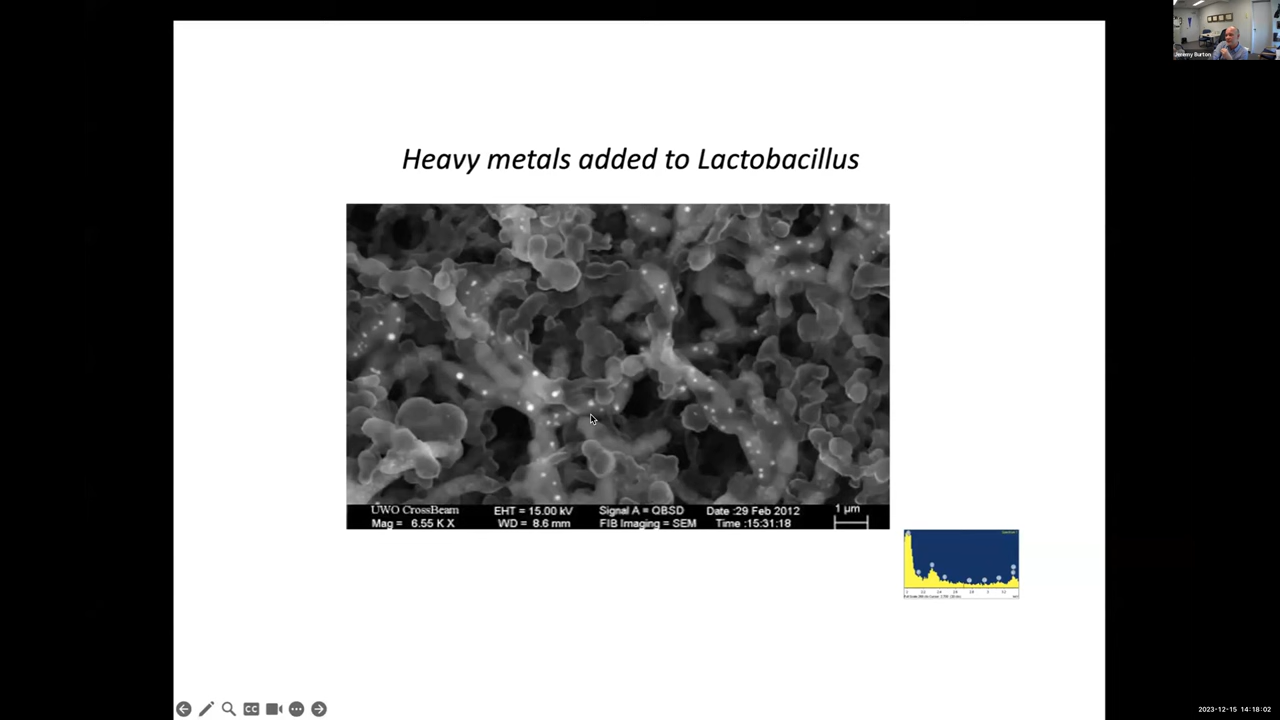 Jeremy Burton
Heavy metals added to Lactobacillus
UWO CrossBeam
Mag = 6.55 K X
EHT = 15.00 kV
WD = 8.6 mm
Signal A = QBSD
FIB Imaging = SEM
Date :29 Feb 2012
Time :15:31:18
1 µm
CC
2023-12-15 14:18:02